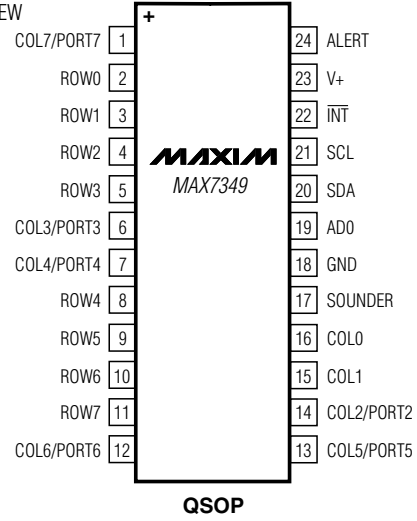 EW
+
COL7/PORT7 1 24 ALERT
ROW0 2 23 V+
ROW1 3 22 INT
ROW2 4 MAXIM 21 SCL
ROW3 5 MAX7349 20 SDA
COL3/PORT3 6 19 AD0
COL4/PORT4 7 18 GND
ROW4 8 17 SOUNDER
ROW5 9 16 COL0
ROW6 10 15 COL1
ROW7 11 14 COL2/PORT2
COL6/PORT6 12 13 COL5/PORT5
QSOP